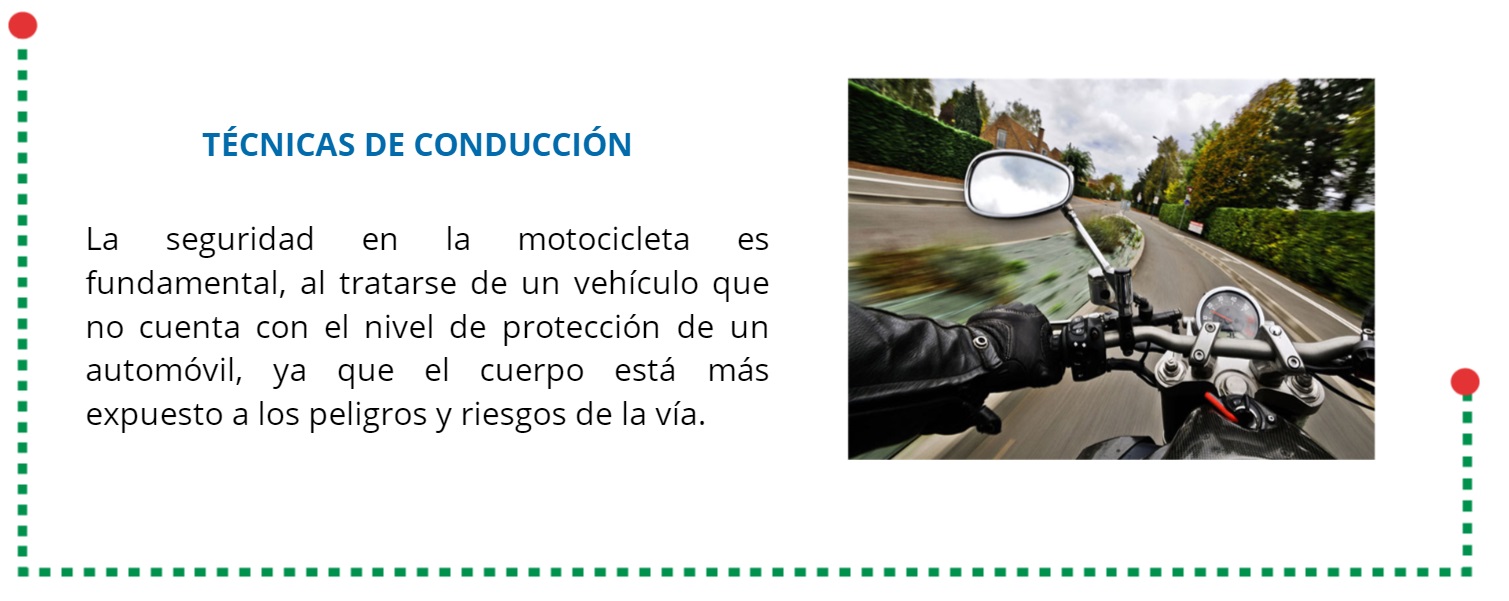 TÉCNICAS DE CONDUCCIÓN
La seguridad en la motocicleta es
fundamental, al tratarse de un vehículo que
no cuenta con el nivel de protección de un
automóvil, ya que el cuerpo está más
expuesto a los peligros y riesgos de la vía.